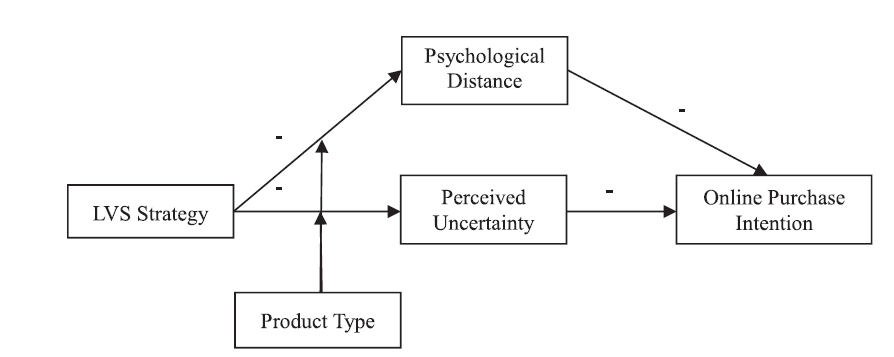 Psychological
Distance
-
-
-
LVS Strategy
Perceived
Uncertainty
-
Online Purchase
Intention
Product Type